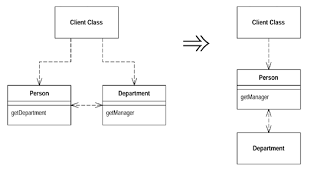 Client Class
Person
getDepartment
Department
getManager
Client Class
Person
getManager
Department